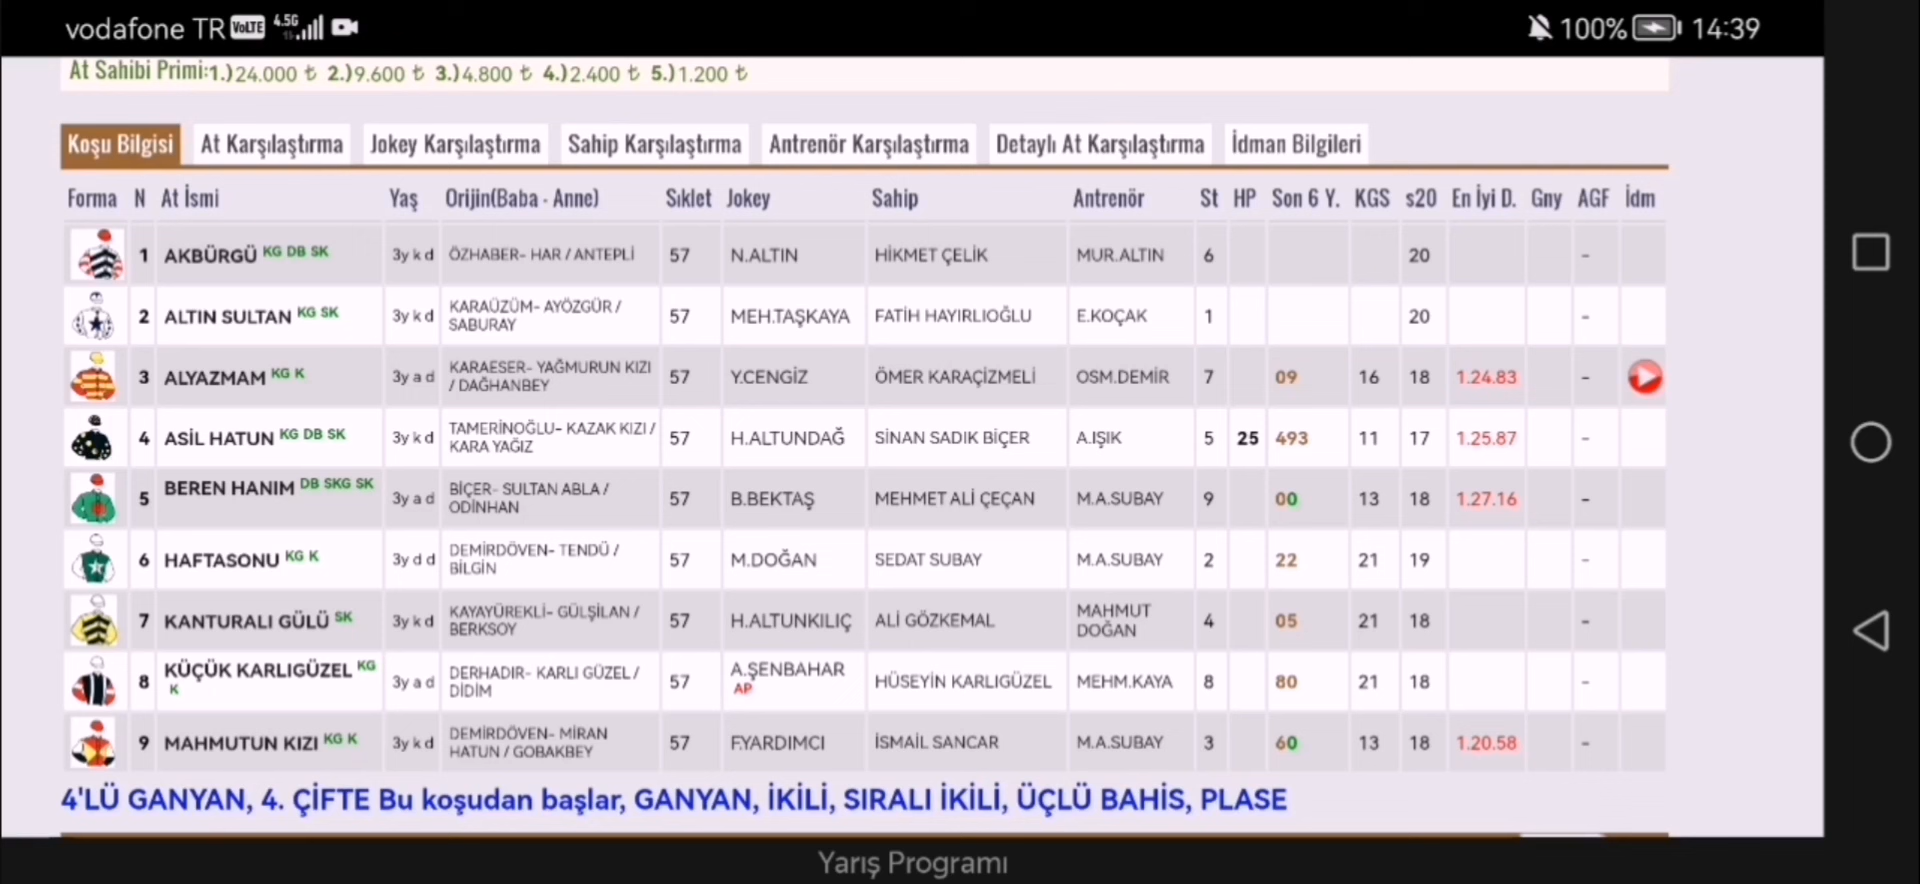 vodafone TR VoLTE 4.5G 100% 14:39
At Sahibi Primi:1.)24.000 ₺ 2.)9.600 ₺ 3.)4.800 ₺ 4.)2.400 ₺ 5.)1.200 ₺
Koşu Bilgisi At Karşılaştırma Jokey Karşılaştırma Sahip Karşılaştırma Antrenör Karşılaştırma Detaylı At Karşılaştırma İdman Bilgileri
Forma N At İsmi Yaş Orijin(Baba - Anne) Sıklet Jokey Sahip Antrenör St HP Son 6 Y. KGS s20 En İyi D. Gny AGF İdm
1 AKBÜRGÜ KG DB SK 3y k d ÖZHABER- HAR / ANTEPLİ 57 N.ALTIN HİKMET ÇELİK MUR.ALTIN 6 20 -
2 ALTIN SULTAN KG SK 3y k d KARAÜZÜM- AYÖZGÜR / SABURAY 57 MEH.TAŞKAYA FATİH HAYIRLIOĞLU E.KOÇAK 1 20 -
3 ALYAZMAM KG K 3y a d KARAESER- YAĞMURUN KIZI / DAĞHANBEY 57 Y.CENGİZ ÖMER KARAÇİZMELİ OSM.DEMİR 7 09 16 18 1.24.83 -
4 ASİL HATUN KG DB SK 3y k d TAMERİNOĞLU- KAZAK KIZI / KARA YAĞIZ 57 H.ALTUNDAĞ SİNAN SADIK BİÇER A.IŞIK 5 25 493 11 17 1.25.87 -
5 BEREN HANIM DB SKG SK 3y a d BİÇER- SULTAN ABLA / ODİNHAN 57 B.BEKTAŞ MEHMET ALİ ÇEÇAN M.A.SUBAY 9 00 13 18 1.27.16 -
6 HAFTASONU KG K 3y d d DEMİRDÖVEN- TENDÜ / BİLGİN 57 M.DOĞAN SEDAT SUBAY M.A.SUBAY 2 22 21 19 -
7 KANTURALI GÜLÜ SK 3y k d KAYAYÜREKLİ- GÜLŞİLAN / BERKSOY 57 H.ALTUNKILIÇ ALİ GÖZKEMAL MAHMUT DOĞAN 4 05 21 18 -
8 KÜÇÜK KARLIGÜZEL KG K 3y a d DERHADIR- KARLI GÜZEL / DİDİM 57 A.ŞENBAHAR AP HÜSEYİN KARLIGÜZEL MEHM.KAYA 8 80 21 18 -
9 MAHMUTUN KIZI KG K 3y k d DEMİRDÖVEN- MİRAN HATUN / GOBAKBEY 57 F.YARDIMCI İSMAİL SANCAR M.A.SUBAY 3 60 13 18 1.20.58 -
4'LÜ GANYAN, 4. ÇİFTE Bu koşudan başlar, GANYAN, İKİLİ, SIRALI İKİLİ, ÜÇLÜ BAHİS, PLASE
Yarış Programı